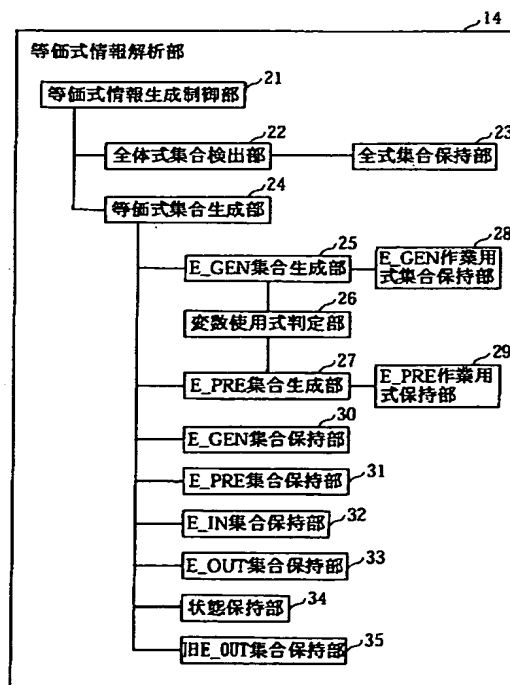 14
等価式情報解析部
21
等価式情報生成制御部
22
全体式集合検出部
23
全式集合保持部
24
等価式集合生成部
25
E_GEN集合生成部
28
E_GEN作業用
式集合保持部
26
変数使用式判定部
27
E_PRE集合生成部
29
E_PRE作業用
式保持部
30
E_GEN集合保持部
31
E_PRE集合保持部
32
E_IN集合保持部
33
E_OUT集合保持部
34
状態保持部
35
JHE_OUT集合保持部